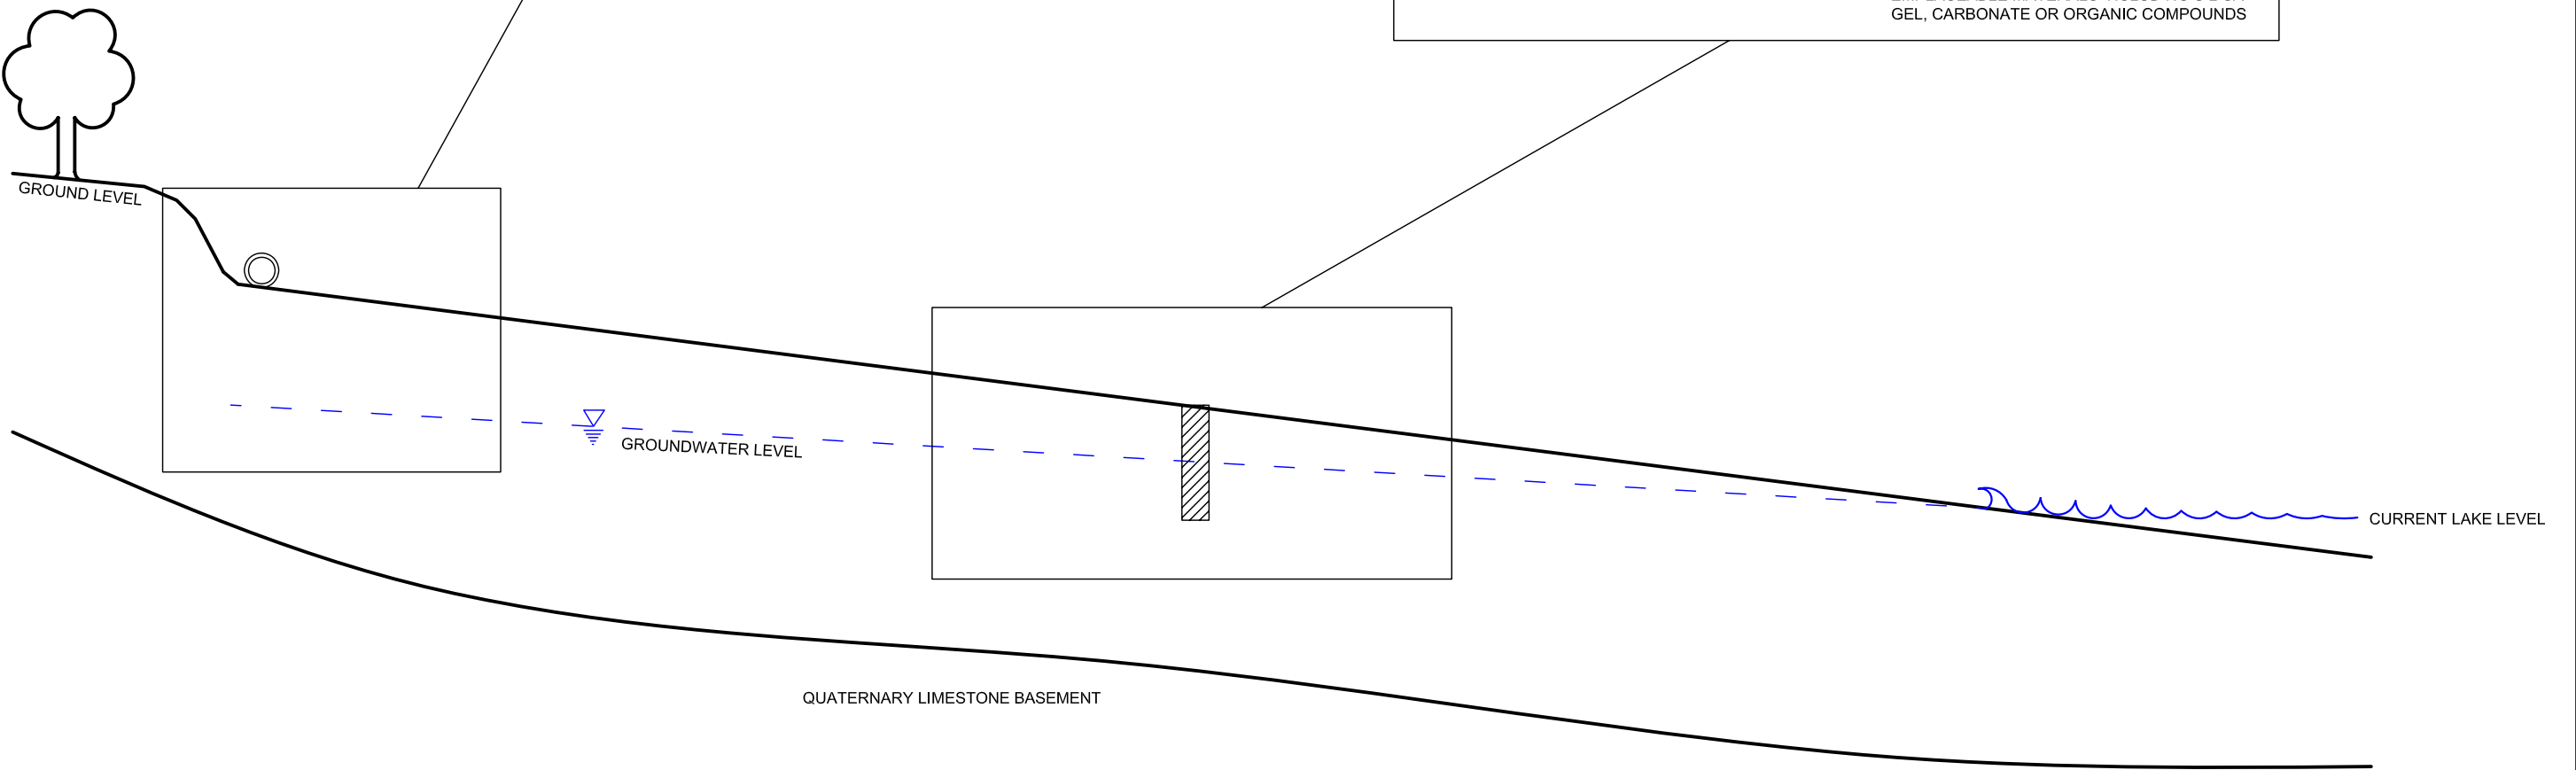 GEL, CARBONATE OR ORGANIC COMPOUNDS
GROUND LEVEL
GROUNDWATER LEVEL
CURRENT LAKE LEVEL
QUATERNARY LIMESTONE BASEMENT